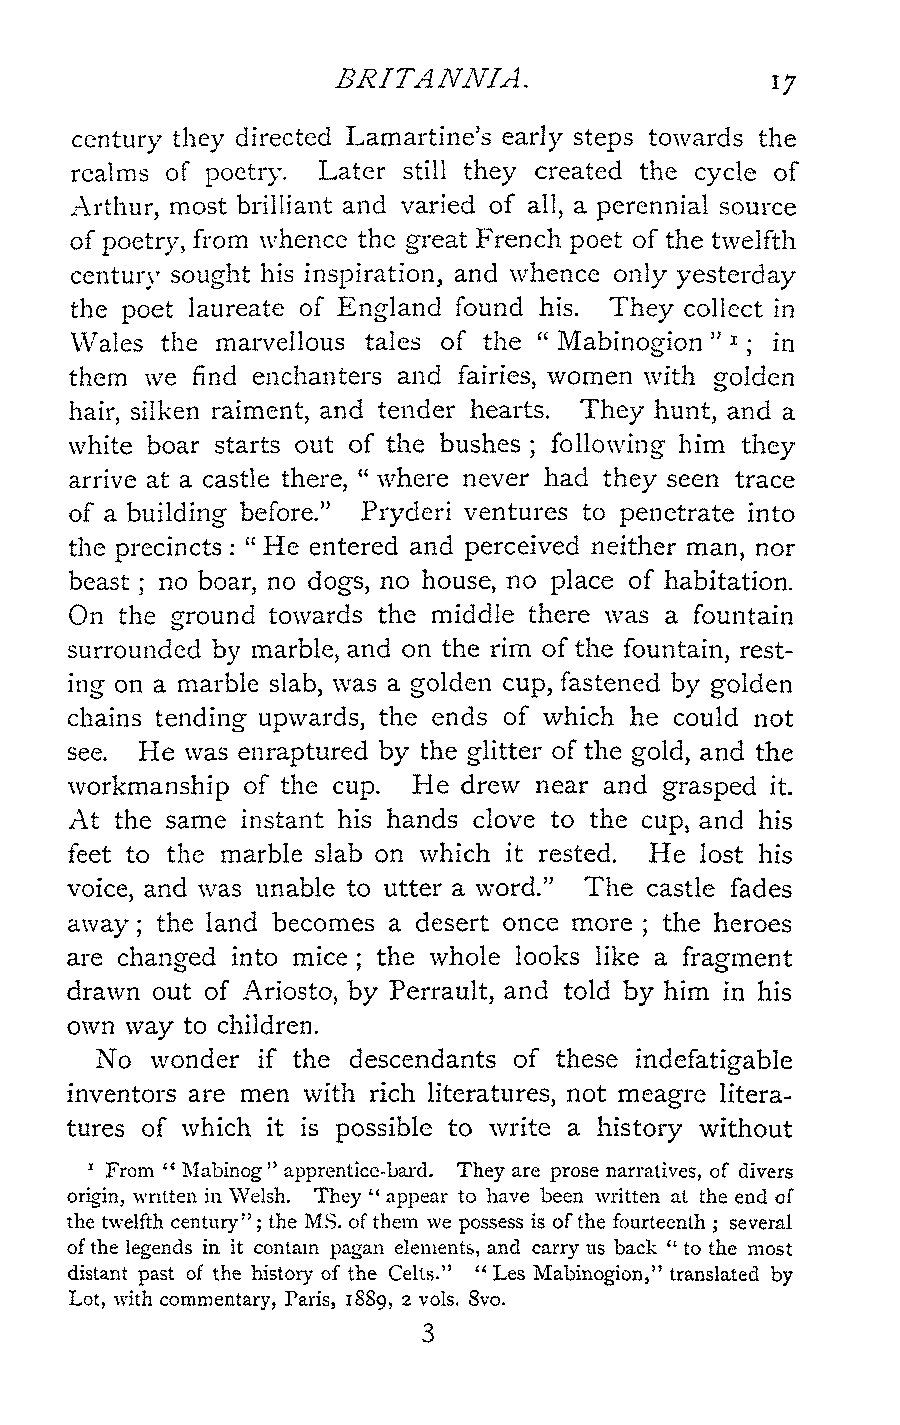 BRITANNIA. 17
century they directed Lamartine's early steps towards the
realms of poetry. Later still they created the cycle of
Arthur, most brilliant and varied of all, a perennial source
of poetry, from whence the great French poet of the twelfth
century sought his inspiration, and whence only yesterday
the poet laureate of England found his. They collect in
Wales the marvellous tales of the " Mabinogion " ¹ ; in
them we find enchanters and fairies, women with golden
hair, silken raiment, and tender hearts. They hunt, and a
white boar starts out of the bushes ; following him they
arrive at a castle there, " where never had they seen trace
of a building before." Pryderi ventures to penetrate into
the precincts : " He entered and perceived neither man, nor
beast ; no boar, no dogs, no house, no place of habitation.
On the ground towards the middle there was a fountain
surrounded by marble, and on the rim of the fountain, rest-
ing on a marble slab, was a golden cup, fastened by golden
chains tending upwards, the ends of which he could not
see. He was enraptured by the glitter of the gold, and the
workmanship of the cup. He drew near and grasped it.
At the same instant his hands clove to the cup, and his
feet to the marble slab on which it rested. He lost his
voice, and was unable to utter a word." The castle fades
away ; the land becomes a desert once more ; the heroes
are changed into mice ; the whole looks like a fragment
drawn out of Ariosto, by Perrault, and told by him in his
own way to children.
No wonder if the descendants of these indefatigable
inventors are men with rich literatures, not meagre litera-
tures of which it is possible to write a history without
¹ From " Mabinog " apprentice-bard. They are prose narratives, of divers
origin, written in Welsh. They " appear to have been written at the end of
the twelfth century" ; the MS. of them we possess is of the fourteenth ; several
of the legends in it contain pagan elements, and carry us back " to the most
distant past of the history of the Celts." " Les Mabinogion," translated by
Lot, with commentary, Paris, 1889, 2 vols. 8vo.
3